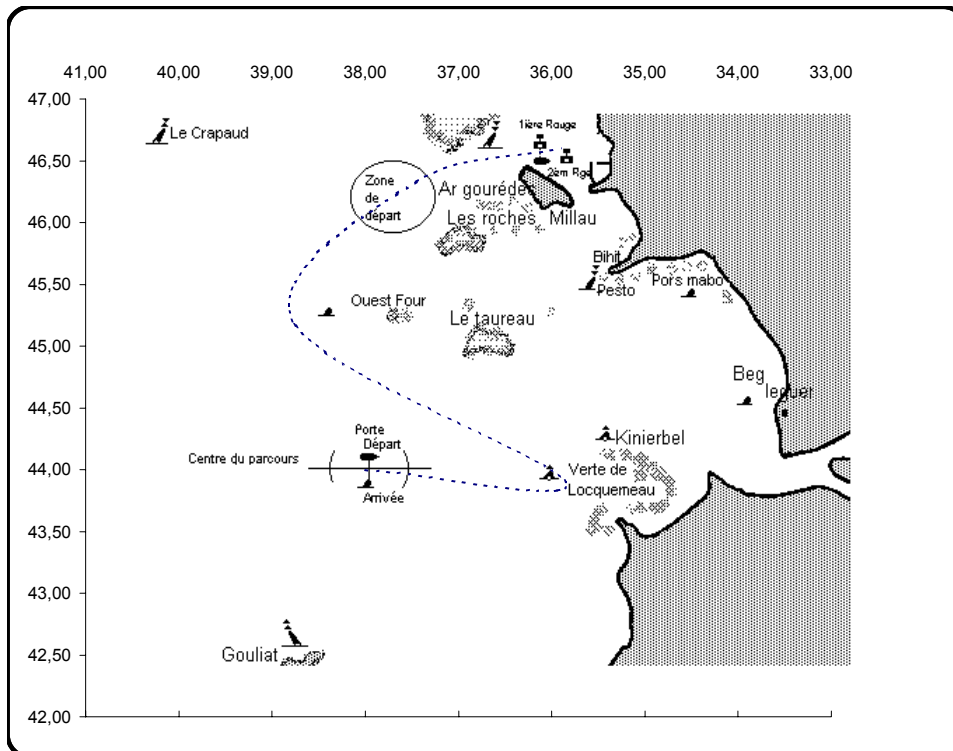 41,00 40,00 39,00 38,00 37,00 36,00 35,00 34,00 33,00
47,00
Le Crapaud
1ière Rouge
46,50
2èm Rge
Zone
de
départ
Ar gourédec
46,00
Les roches Millau
Bihit
Pesto
Pors mabo
45,50
Ouest Four
Le taureau
45,00
Beg
leguer
44,50
Porte
Départ
Kinierbel
Centre du parcours
44,00
Verte de
Locquemeau
Arrivée
43,50
43,00
Gouliat
42,50
42,00